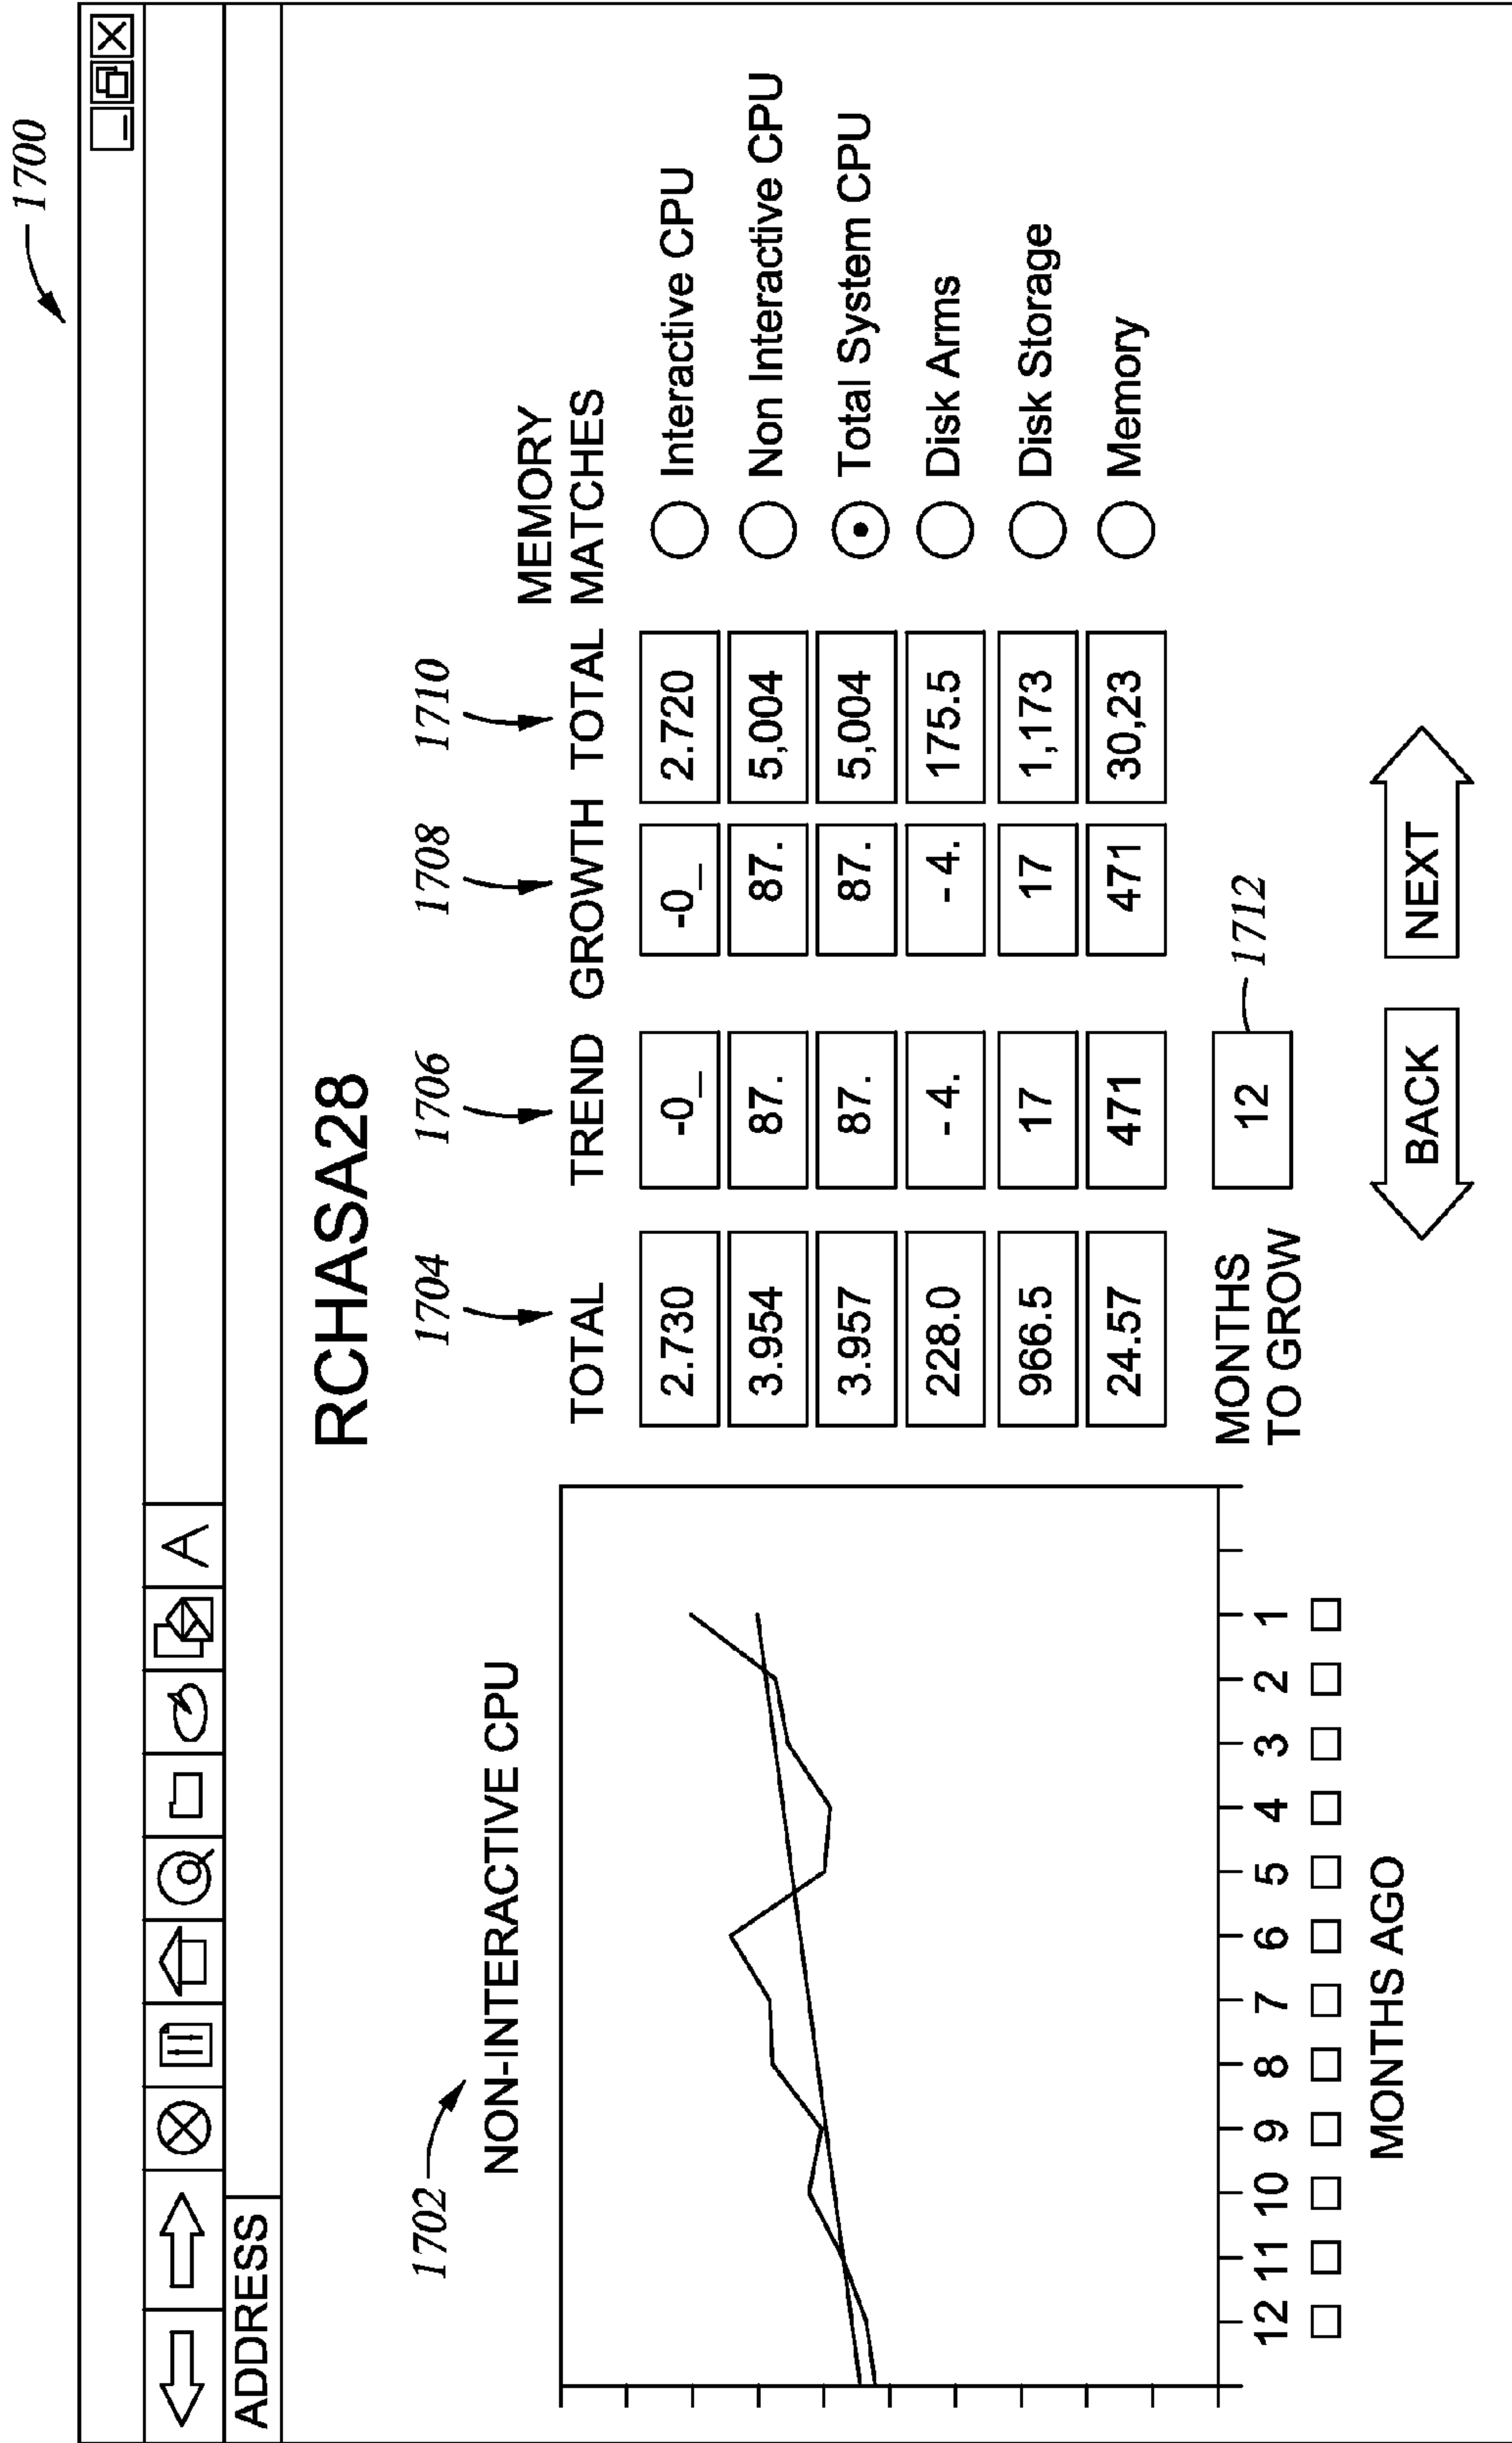 1700
A
ADDRESS
RCHASA28
1702
NON-INTERACTIVE CPU
12 11 10 9 8 7 6 5 4 3 2 1
MONTHS AGO
1704 1706 1708 1710
MEMORY
TOTAL TREND GROWTH TOTAL MATCHES
2.730 -0_ -0_ 2.720 Interactive CPU
3.954 87. 87. 5,004 Non Interactive CPU
3.957 87. 87. 5,004 Total System CPU
228.0 - 4. - 4. 175.5 Disk Arms
966.5 17 17 1,173 Disk Storage
24.57 471 471 30,23 Memory
MONTHS
TO GROW 12 1712
BACK NEXT